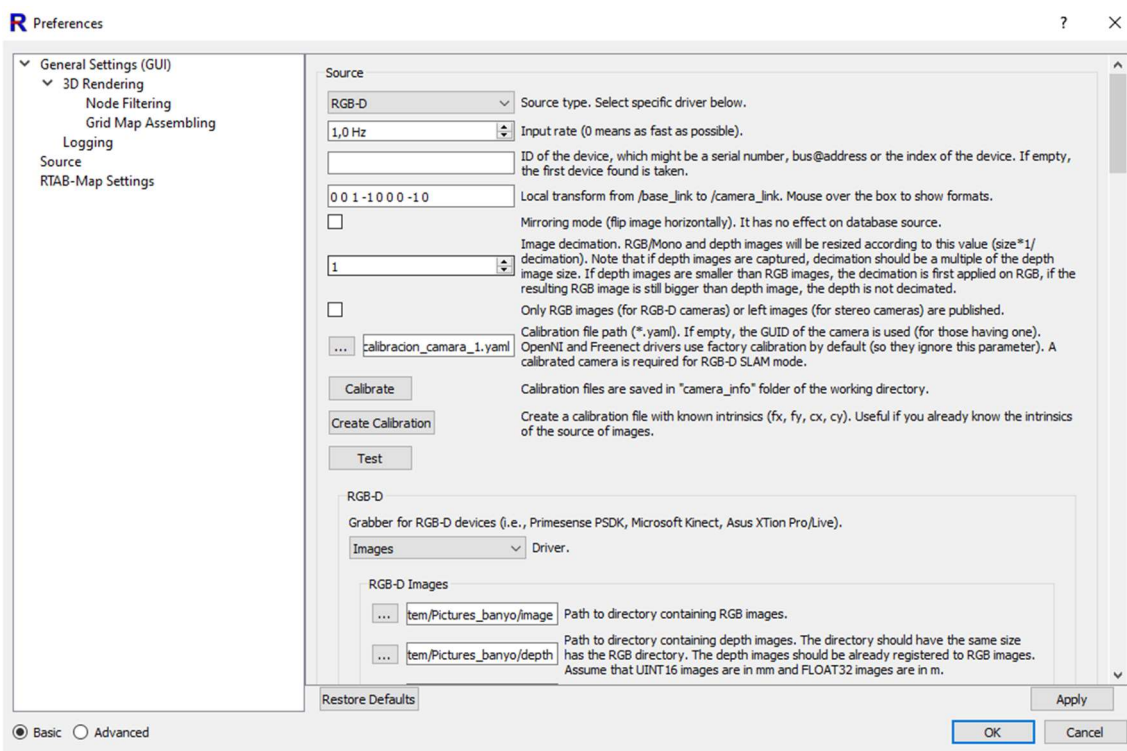 Preferences
? ×
General Settings (GUI)
3D Rendering
Node Filtering
Grid Map Assembling
Logging
Source
RTAB-Map Settings
Source
RGB-D Source type. Select specific driver below.
1,0 Hz Input rate (0 means as fast as possible).
ID of the device, which might be a serial number, bus@address or the index of the device. If empty,
the first device found is taken.
0 0 1 -1 0 0 0 -1 0 Local transform from /base_link to /camera_link. Mouse over the box to show formats.
Mirroring mode (flip image horizontally). It has no effect on database source.
Image decimation. RGB/Mono and depth images will be resized according to this value (size*1/
decimation). Note that if depth images are captured, decimation should be a multiple of the depth
1 image size. If depth images are smaller than RGB images, the decimation is first applied on RGB, if the
resulting RGB image is still bigger than depth image, the depth is not decimated.
Only RGB images (for RGB-D cameras) or left images (for stereo cameras) are published.
Calibration file path (*.yaml). If empty, the GUID of the camera is used (for those having one).
... calibracion_camara_1.yaml OpenNI and Freenect drivers use factory calibration by default (so they ignore this parameter). A
calibrated camera is required for RGB-D SLAM mode.
Calibrate Calibration files are saved in "camera_info" folder of the working directory.
Create Calibration Create a calibration file with known intrinsics (fx, fy, cx, cy). Useful if you already know the intrinsics
of the source of images.
Test
RGB-D
Grabber for RGB-D devices (i.e., Primesense PSDK, Microsoft Kinect, Asus XTion Pro/Live).
Images Driver.
RGB-D Images
... tem/Pictures_banyo/image Path to directory containing RGB images.
Path to directory containing depth images. The directory should have the same size
... tem/Pictures_banyo/depth has the RGB directory. The depth images should be already registered to RGB images.
Assume that UINT16 images are in mm and FLOAT32 images are in m.
Restore Defaults Apply
Basic Advanced OK Cancel